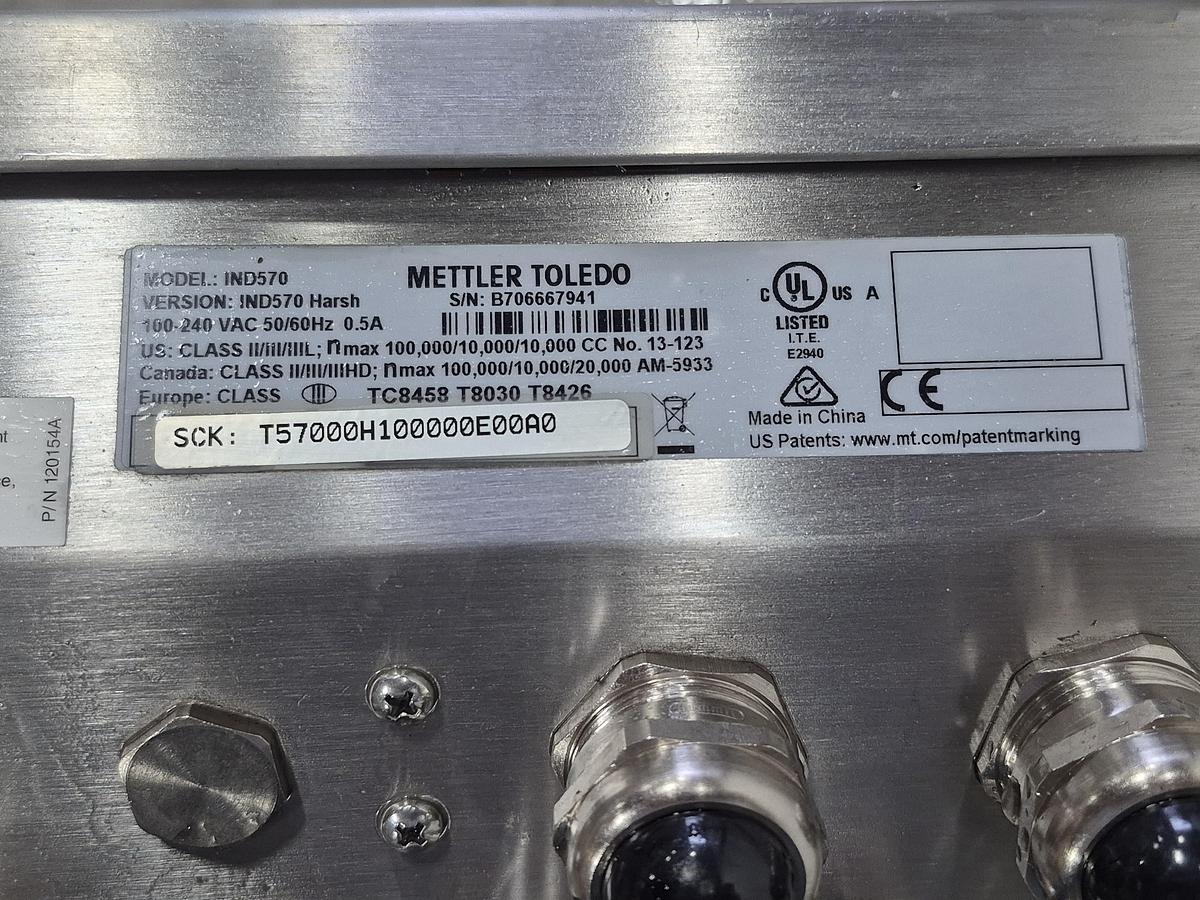 MODEL: IND570
VERSION: IND570 Harsh
100-240 VAC 50/60Hz 0.5A
METTLER TOLEDO
S/N: B706667941
US: CLASS II/III/IIIL; nmax 100,000/10,000/10,000 CC No. 13-123
Canada: CLASS II/III/IIIHD; nmax 100,000/10,000/20,000 AM-5933
Europe: CLASS III TC8458 T8030 T8426
SCK: T57000H100000E00A0
C UL US A
LISTED
I.T.E.
E2940
CE
Made in China
US Patents: www.mt.com/patentmarking
nt
ce,
P/N 120154A